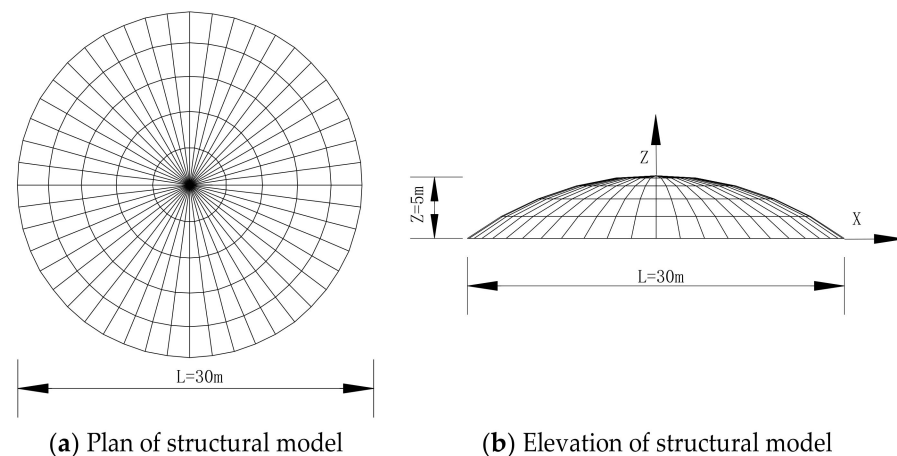 L=30m
(a) Plan of structural model
Z
X
Z=5m
L=30m
(b) Elevation of structural model